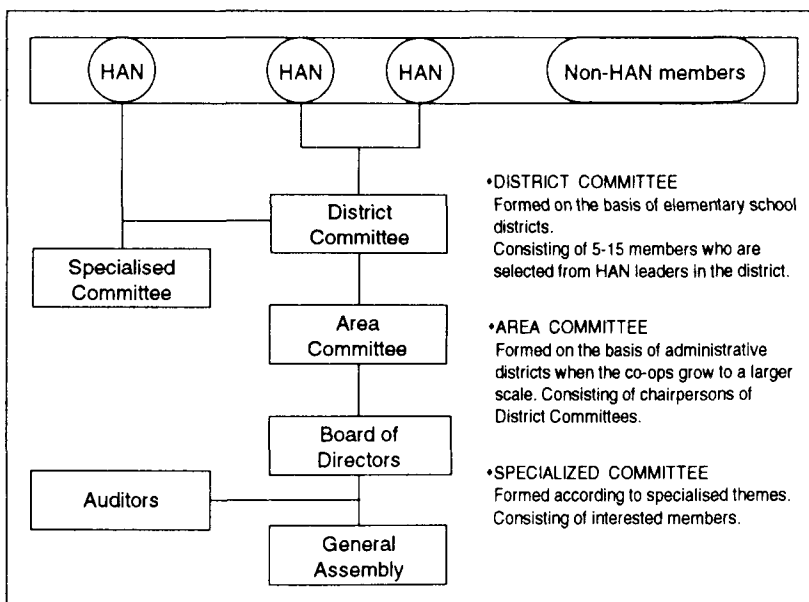 HAN HAN HAN Non-HAN members
District
Committee
Specialised
Committee
Area
Committee
Board of
Directors
Auditors
General
Assembly
•DISTRICT COMMITTEE
Formed on the basis of elementary school
districts.
Consisting of 5-15 members who are
selected from HAN leaders in the district.
•AREA COMMITTEE
Formed on the basis of administrative
districts when the co-ops grow to a larger
scale. Consisting of chairpersons of
District Committees.
•SPECIALIZED COMMITTEE
Formed according to specialised themes.
Consisting of interested members.